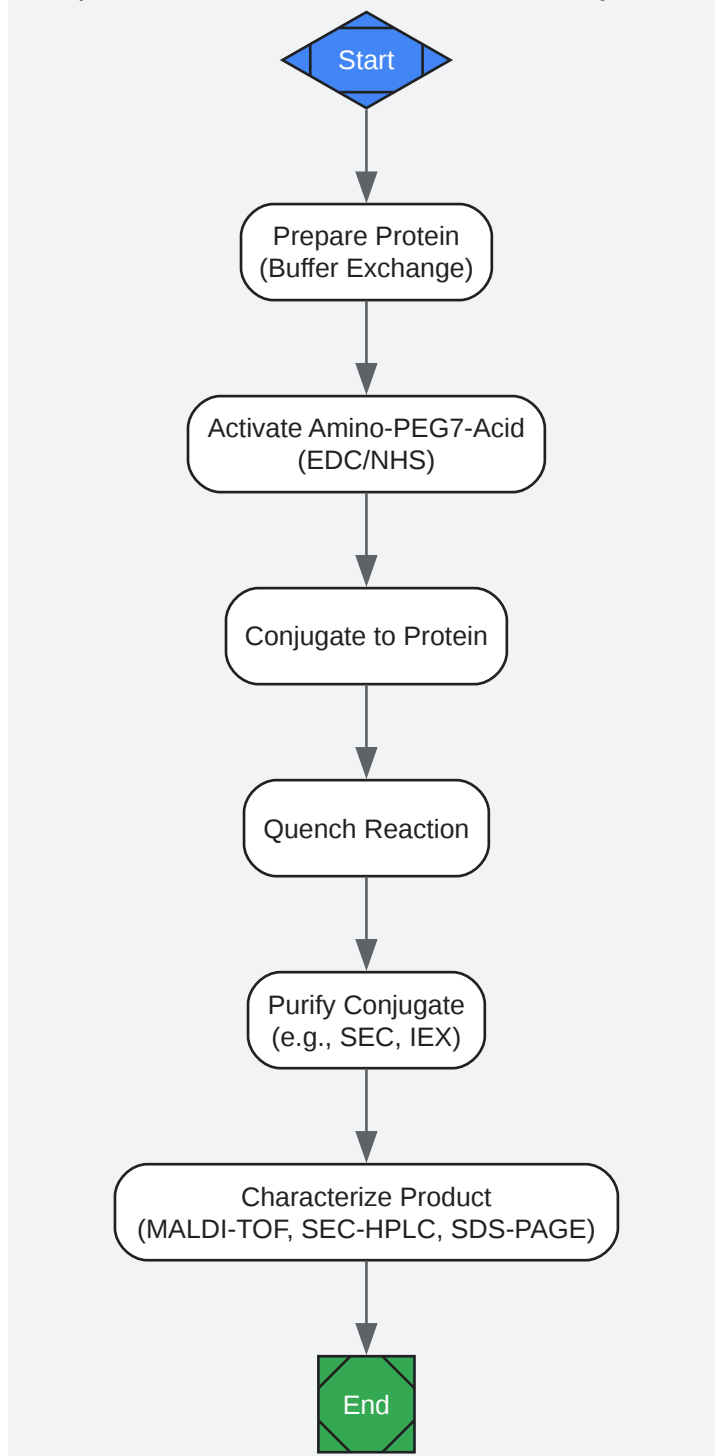 Start
Prepare Protein
(Buffer Exchange)
Activate Amino-PEG7-Acid
(EDC/NHS)
Conjugate to Protein
Quench Reaction
Purify Conjugate
(e.g., SEC, IEX)
Characterize Product
(MALDI-TOF, SEC-HPLC, SDS-PAGE)
End